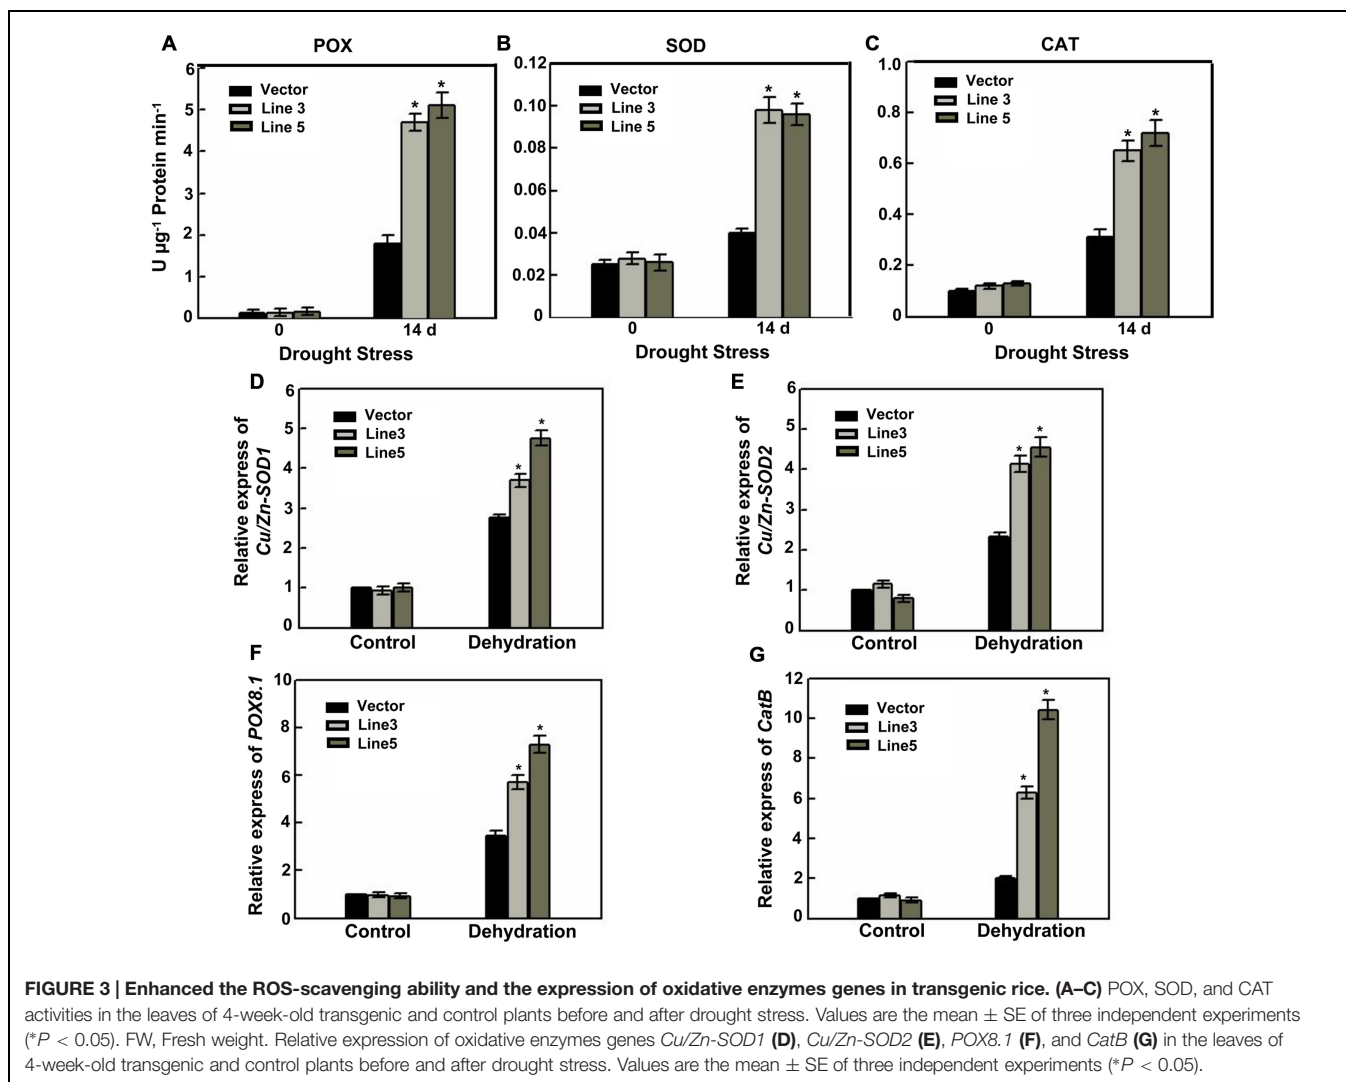 A POX
6
5
4
3
2
1
0
U µg⁻¹ Protein min⁻¹
Vector
Line 3
Line 5
* *
0 14 d
Drought Stress
B SOD
0.12
0.10
0.08
0.06
0.04
0.02
0
Vector
Line 3
Line 5
* *
0 14 d
Drought Stress
C CAT
1.0
0.8
0.6
0.4
0.2
0
Vector
Line 3
Line 5
* *
0 14 d
Drought Stress
D
6
5
4
3
2
1
0
Relative express of
Cu/Zn-SOD1
Vector
Line3
Line5
* *
Control Dehydration
E
6
5
4
3
2
1
0
Relative express of
Cu/Zn-SOD2
Vector
Line3
Line5
* *
Control Dehydration
F
10
8
6
4
2
0
Relative express of POX8.1
Vector
Line3
Line5
* *
Control Dehydration
G
12
10
8
6
4
2
0
Relative express of CatB
Vector
Line3
Line5
* *
Control Dehydration
FIGURE 3 | Enhanced the ROS-scavenging ability and the expression of oxidative enzymes genes in transgenic rice. (A–C) POX, SOD, and CAT
activities in the leaves of 4-week-old transgenic and control plants before and after drought stress. Values are the mean ± SE of three independent experiments
(*P < 0.05). FW, Fresh weight. Relative expression of oxidative enzymes genes Cu/Zn-SOD1 (D), Cu/Zn-SOD2 (E), POX8.1 (F), and CatB (G) in the leaves of
4-week-old transgenic and control plants before and after drought stress. Values are the mean ± SE of three independent experiments (*P < 0.05).